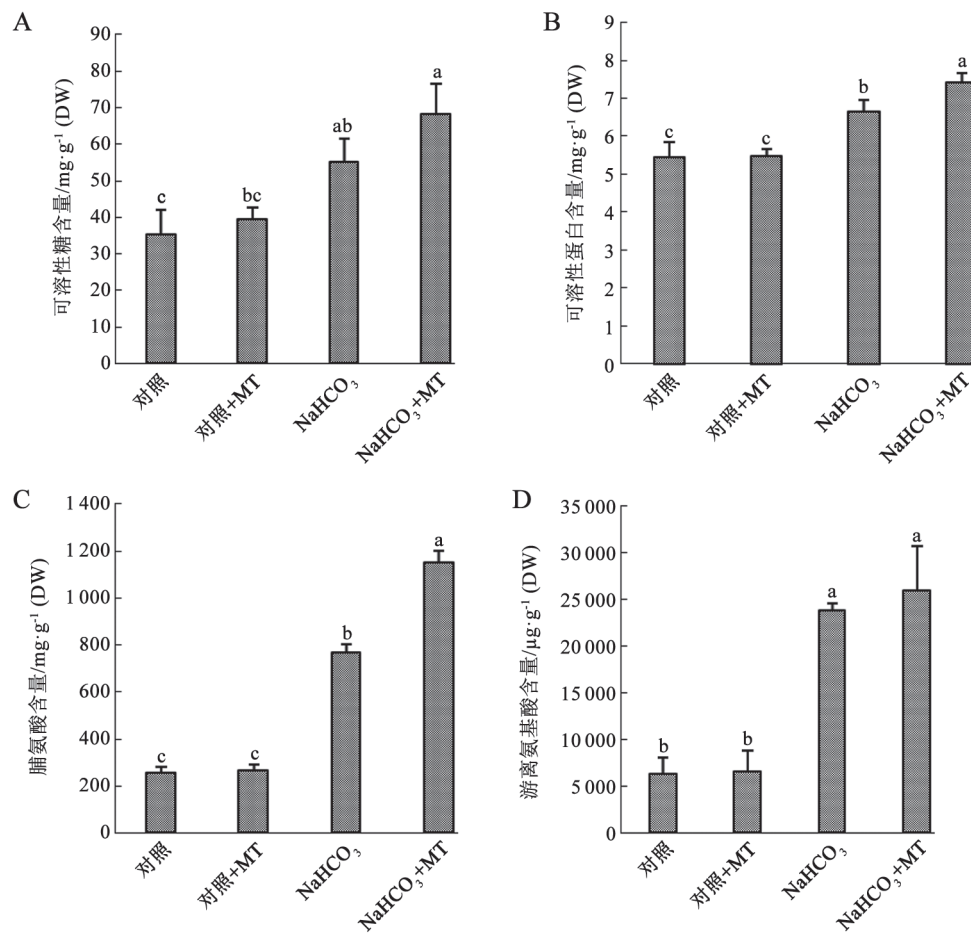 A
可溶性糖含量/mg·g⁻¹ (DW)
90
80
70
60
50
40
30
20
10
0
c
bc
ab
a
对照
对照+MT
NaHCO₃
NaHCO₃+MT
B
可溶性蛋白含量/mg·g⁻¹ (DW)
9
8
7
6
5
4
3
2
1
0
c
c
b
a
对照
对照+MT
NaHCO₃
NaHCO₃+MT
C
脯氨酸含量/mg·g⁻¹ (DW)
1 400
1 200
1 000
800
600
400
200
0
c
c
b
a
对照
对照+MT
NaHCO₃
NaHCO₃+MT
D
游离氨基酸含量/μg·g⁻¹ (DW)
35 000
30 000
25 000
20 000
15 000
10 000
5 000
0
b
b
a
a
对照
对照+MT
NaHCO₃
NaHCO₃+MT